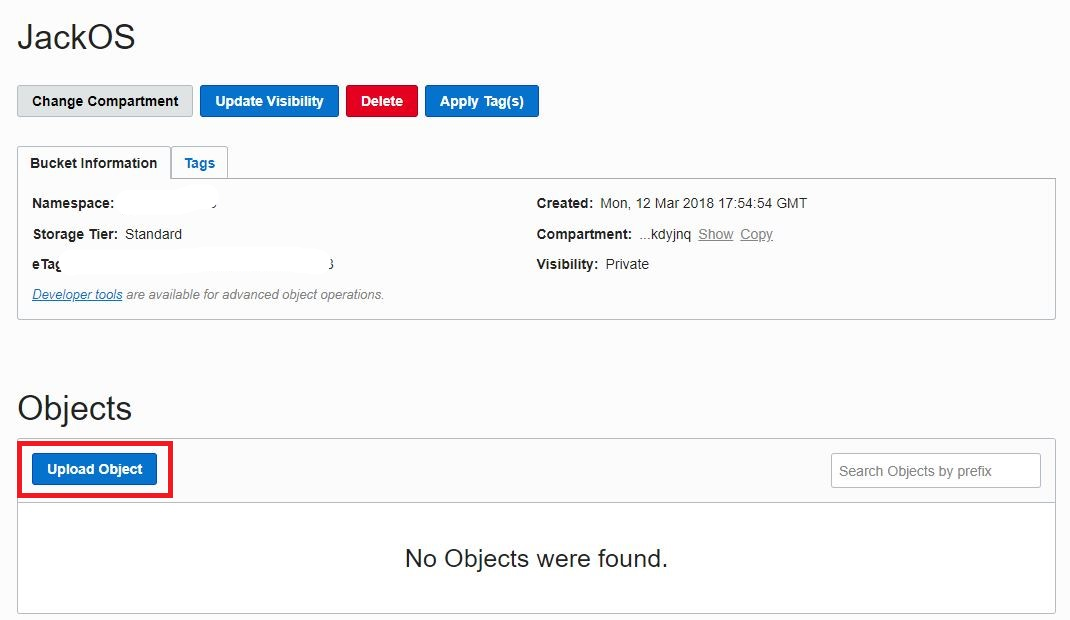 JackOS
Change Compartment Update Visibility Delete Apply Tag(s)
Bucket Information Tags
Namespace: Created: Mon, 12 Mar 2018 17:54:54 GMT
Storage Tier: Standard Compartment: ...kdyjnq Show Copy
eTag Visibility: Private
Developer tools are available for advanced object operations.
Objects
Upload Object Search Objects by prefix
No Objects were found.